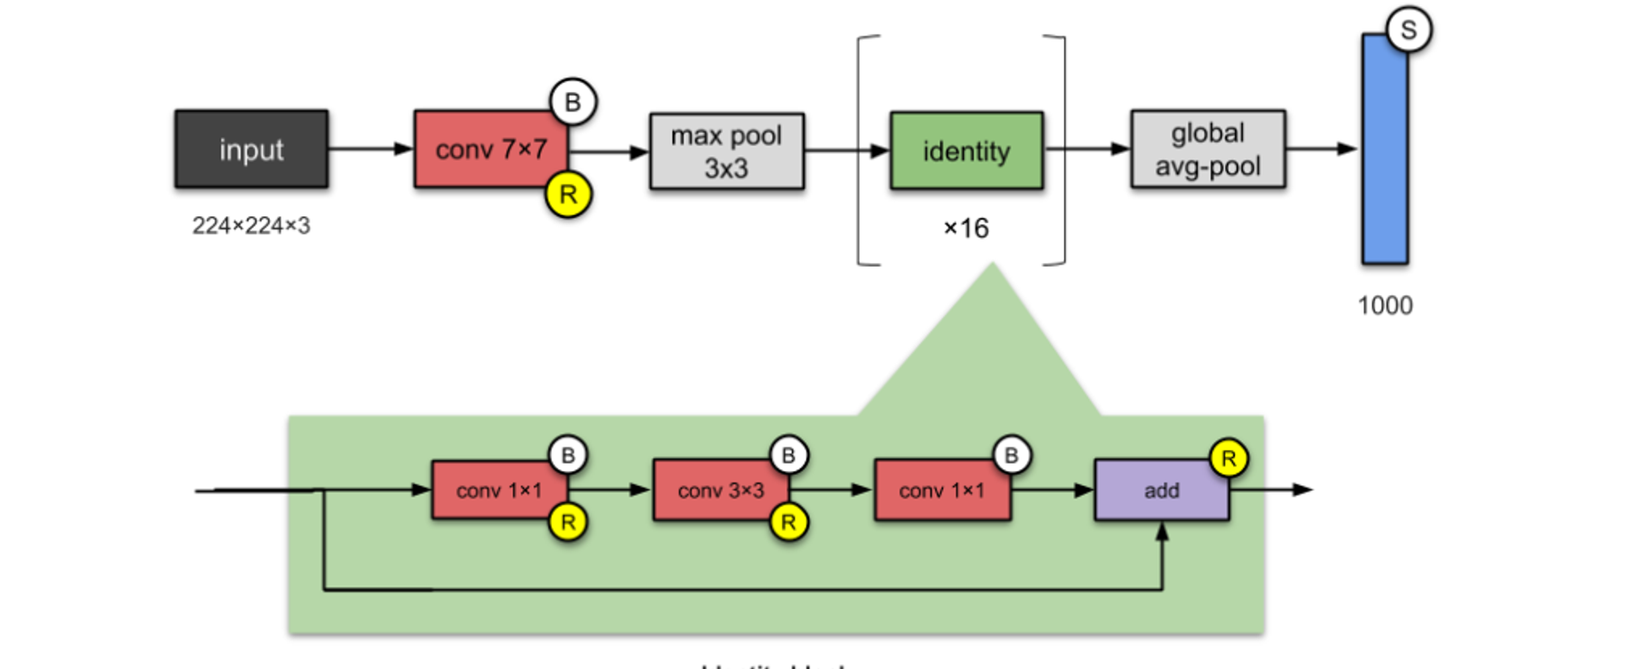 S
B
input
conv 7×7
max pool
3x3
identity
global
avg-pool
R
224×224×3
×16
1000
B
B
B
R
conv 1×1
conv 3×3
conv 1×1
add
R
R